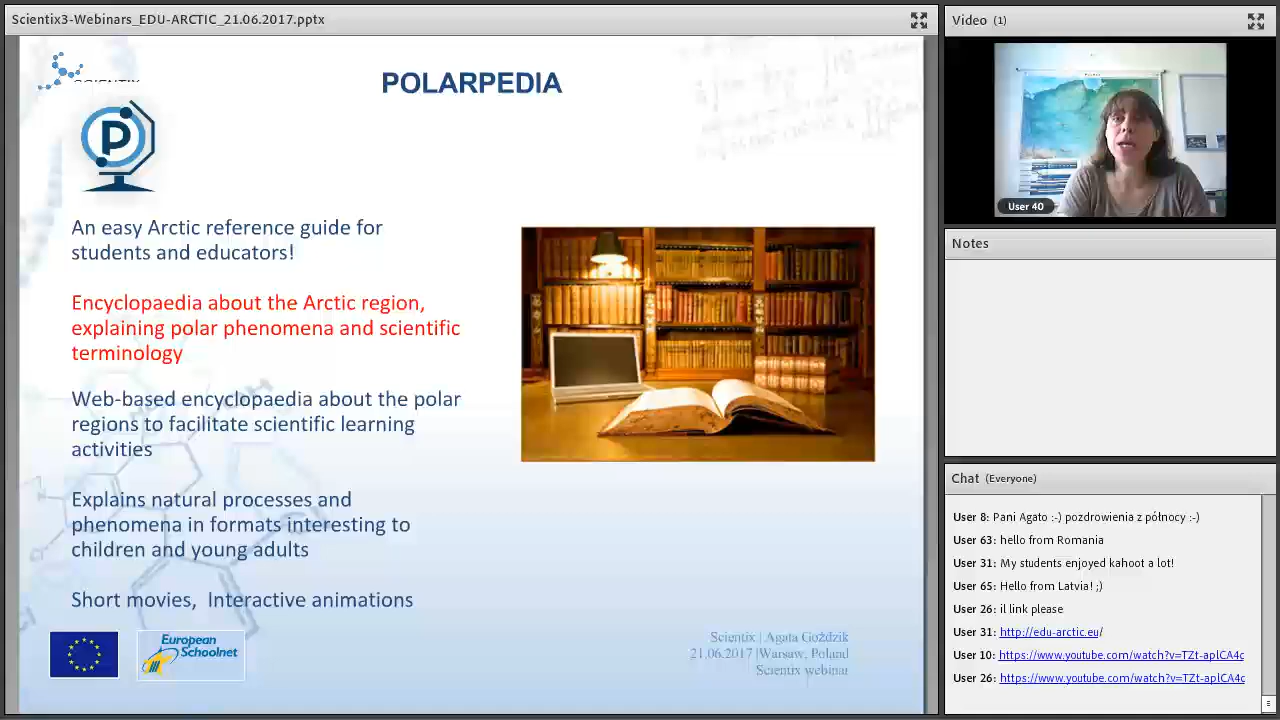 Scientix3-Webinars_EDU-ARCTIC_21.06.2017.pptx
SCIENTIX
POLARPEDIA
P
An easy Arctic reference guide for
students and educators!
Encyclopaedia about the Arctic region,
explaining polar phenomena and scientific
terminology
Web-based encyclopaedia about the polar
regions to facilitate scientific learning
activities
Explains natural processes and
phenomena in formats interesting to
children and young adults
Short movies,  Interactive animations
European
Schoolnet
Scientix | Agata Goździk
21.06.2017 |Warsaw, Poland
Scientix webinar
Video (1)
User 40
Notes
Chat (Everyone)
User 8: Pani Agato :-) pozdrowienia z północy :-)
User 63: hello from Romania
User 31: My students enjoyed kahoot a lot!
User 65: Hello from Latvia! ;)
User 26: il link please
User 31: http://edu-arctic.eu/
User 10: https://www.youtube.com/watch?v=TZt-aplCA4c
User 26: https://www.youtube.com/watch?v=TZt-aplCA4c